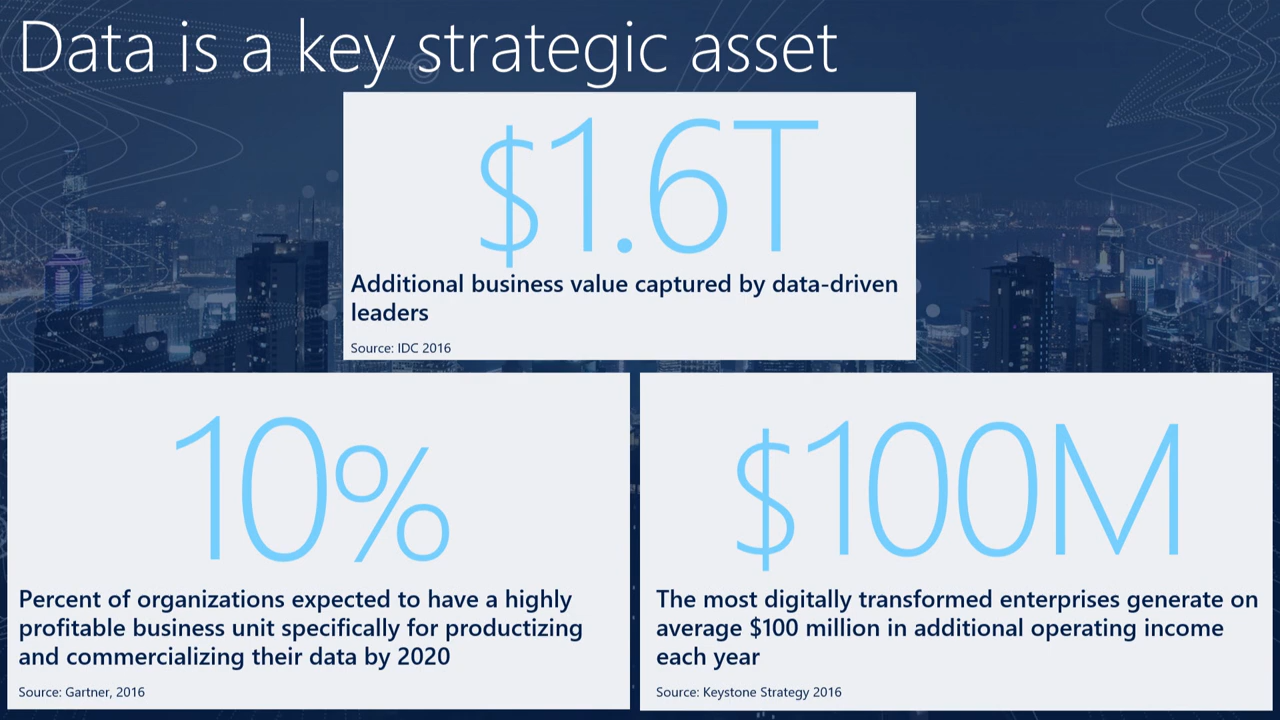 Data is a key strategic asset
$1.6T
Additional business value captured by data-driven
leaders
Source: IDC 2016
10%
Percent of organizations expected to have a highly
profitable business unit specifically for productizing
and commercializing their data by 2020
Source: Gartner, 2016
$100M
The most digitally transformed enterprises generate on
average $100 million in additional operating income
each year
Source: Keystone Strategy 2016